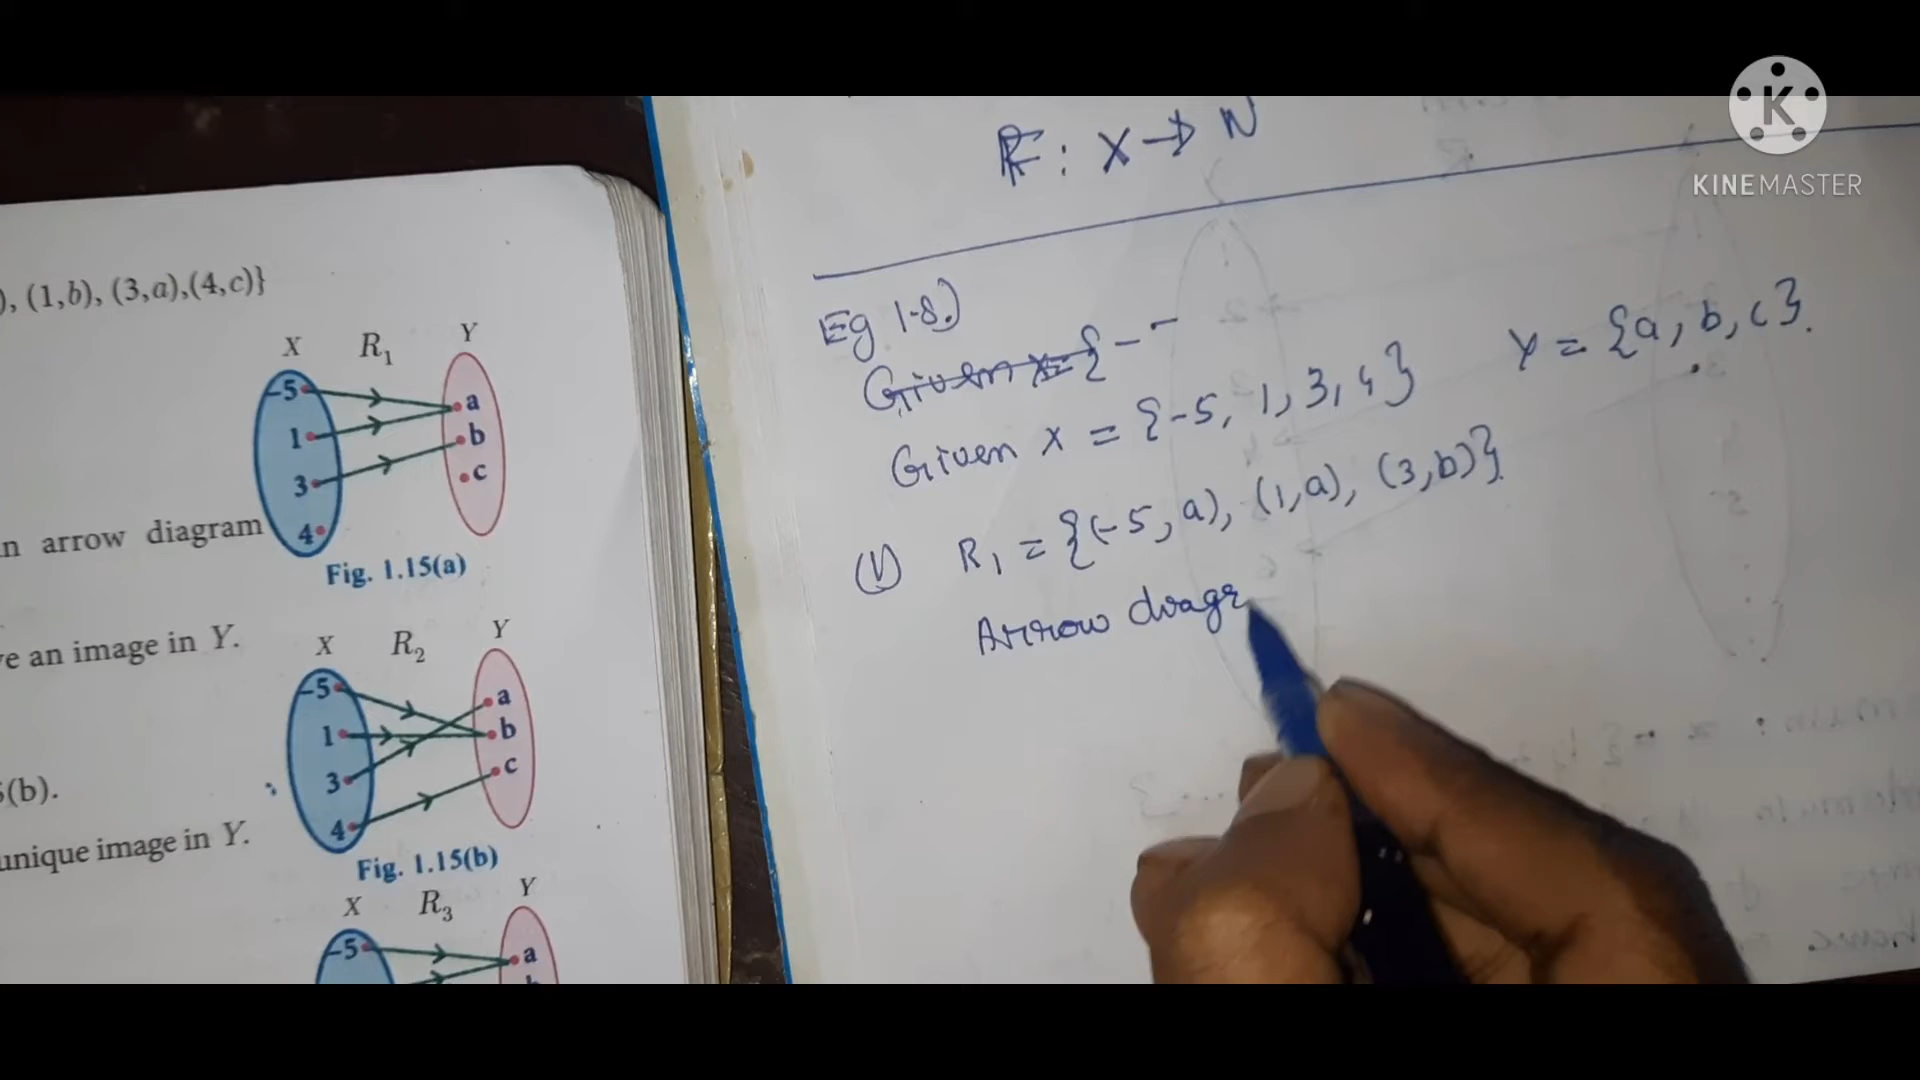 ), (1,b), (3,a),(4,c)}
X R₁ Y
-5
1
3
4
a
b
c
n arrow diagram
Fig. 1.15(a)
e an image in Y.
X R₂ Y
-5
1
3
4
a
b
c
(b).
unique image in Y.
Fig. 1.15(b)
X R₃ Y
-5
a
b
: X → N
Eg 1.8)
Given x = { - -
Given x = {-5, 1, 3, 4} Y = {a, b, c}.
(i) R₁ = {(-5, a), (1, a), (3, b)}.
Arrow diagr
K
KINEMASTER